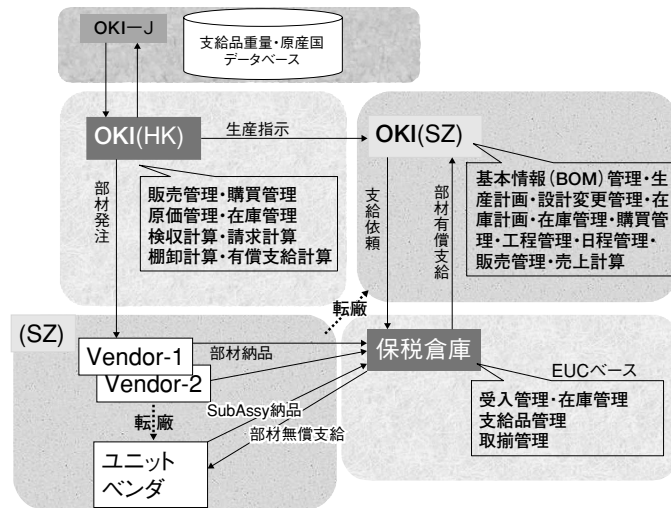 OKI－J
支給品重量・原産国
データベース
OKI(HK)
生産指示
OKI(SZ)
部材発注
販売管理・購買管理
原価管理・在庫管理
検収計算・請求計算
棚卸計算・有償支給計算
支給依頼
部材有償支給
基本情報（BOM）管理・生
産計画・設計変更管理・在
庫計画・在庫管理・購買管
理・工程管理・日程管理・
販売管理・売上計算
転廠
(SZ)
Vendor-1
部材納品
保税倉庫
Vendor-2
EUCベース
受入管理・在庫管理
支給品管理
取揃管理
転廠
SubAssy納品
部材無償支給
ユニット
ベンダ